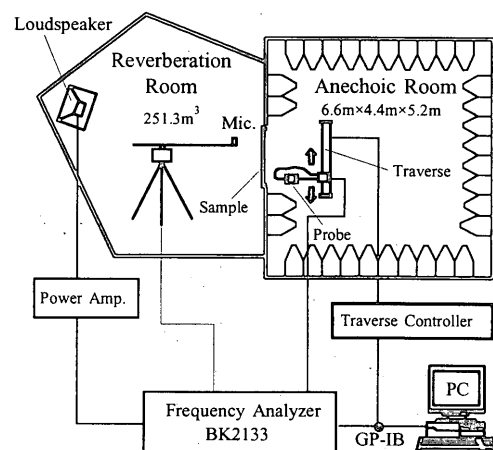 Loudspeaker
Reverberation
Room
251.3m³
Mic.
Sample
Anechoic Room
6.6m×4.4m×5.2m
Traverse
Probe
Power Amp.
Traverse Controller
Frequency Analyzer
BK2133
GP-IB
PC